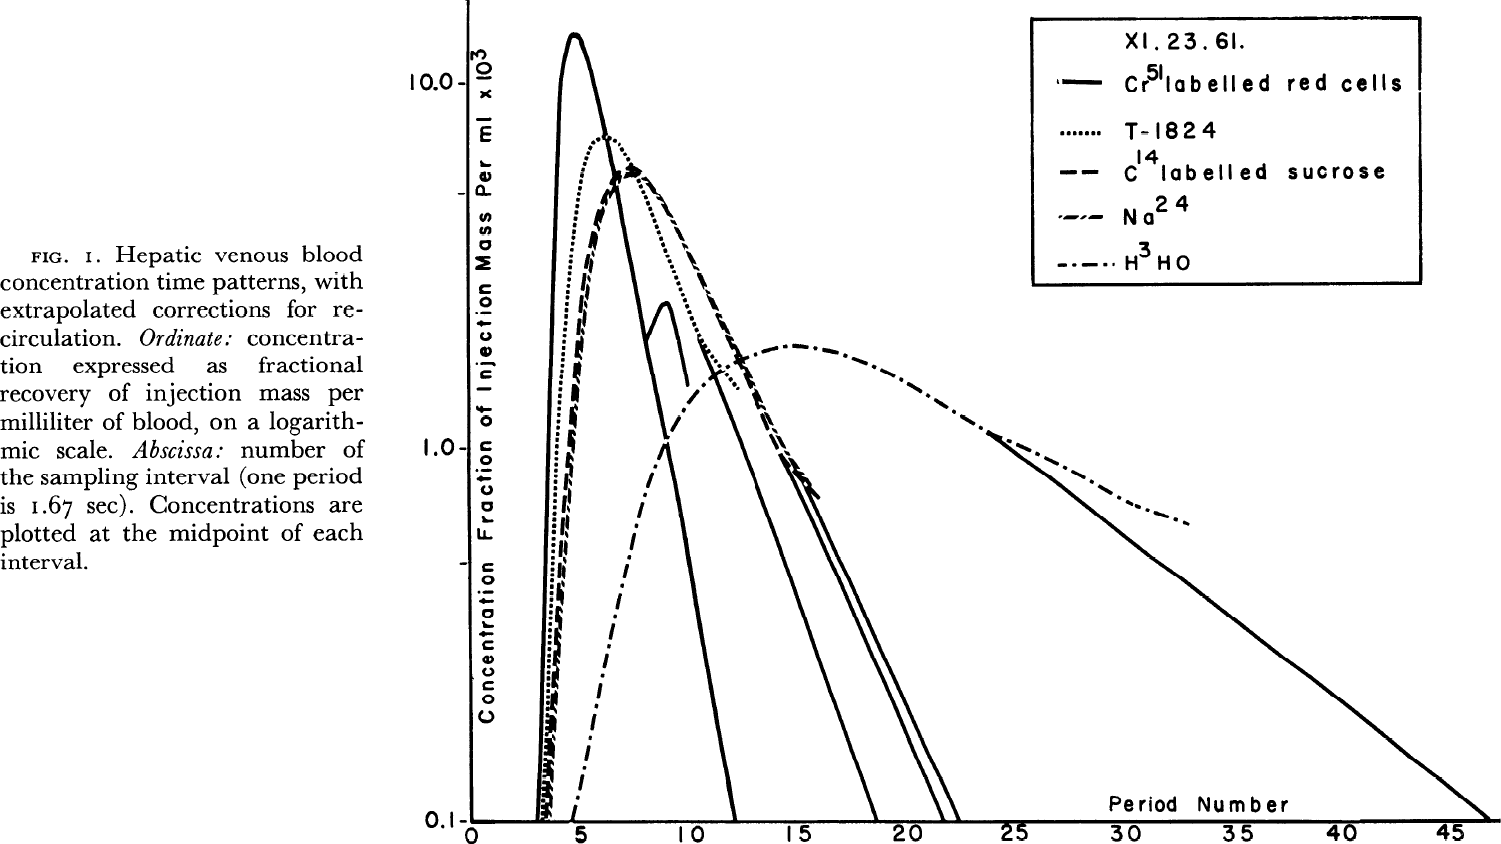 FIG. 1. Hepatic venous blood
concentration time patterns, with
extrapolated corrections for re-
circulation. Ordinate: concentra-
tion expressed as fractional
recovery of injection mass per
milliliter of blood, on a logarith-
mic scale. Abscissa: number of
the sampling interval (one period
is 1.67 sec). Concentrations are
plotted at the midpoint of each
interval.
Concentration Fraction of Injection Mass Per ml x 10³
10.0
1.0
0.1
XI. 23. 61.
Cr⁵¹ labelled red cells
T-1824
C¹⁴ labelled sucrose
Na²⁴
H³HO
Period Number
0 5 10 15 20 25 30 35 40 45